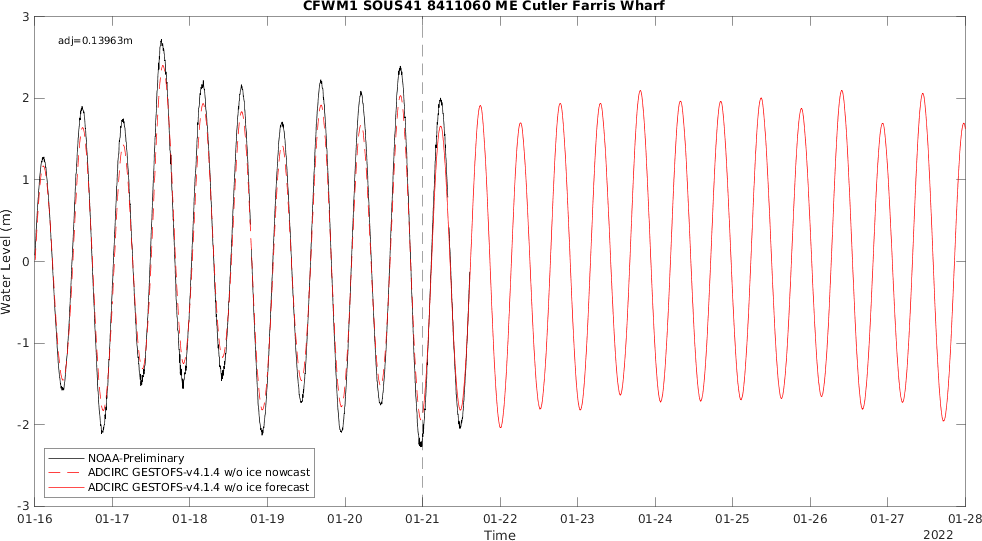 CFWM1 SOUS41 8411060 ME Cutler Farris Wharf
adj=0.13963m
3
2
1
0
-1
-2
-3
Water Level (m)
NOAA-Preliminary
ADCIRC GESTOFS-v4.1.4 w/o ice nowcast
ADCIRC GESTOFS-v4.1.4 w/o ice forecast
01-16 01-17 01-18 01-19 01-20 01-21 01-22 01-23 01-24 01-25 01-26 01-27 01-28
Time
2022